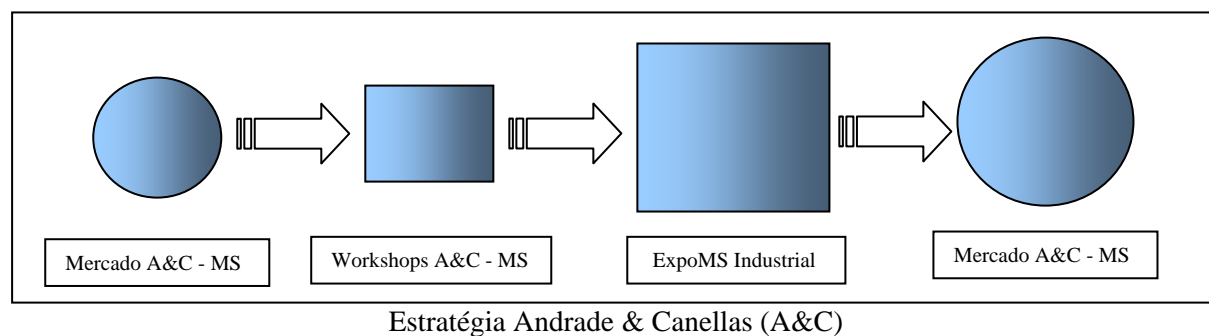 Mercado A&C - MS
Workshops A&C - MS
ExpoMS Industrial
Mercado A&C - MS
Estratégia Andrade & Canellas (A&C)